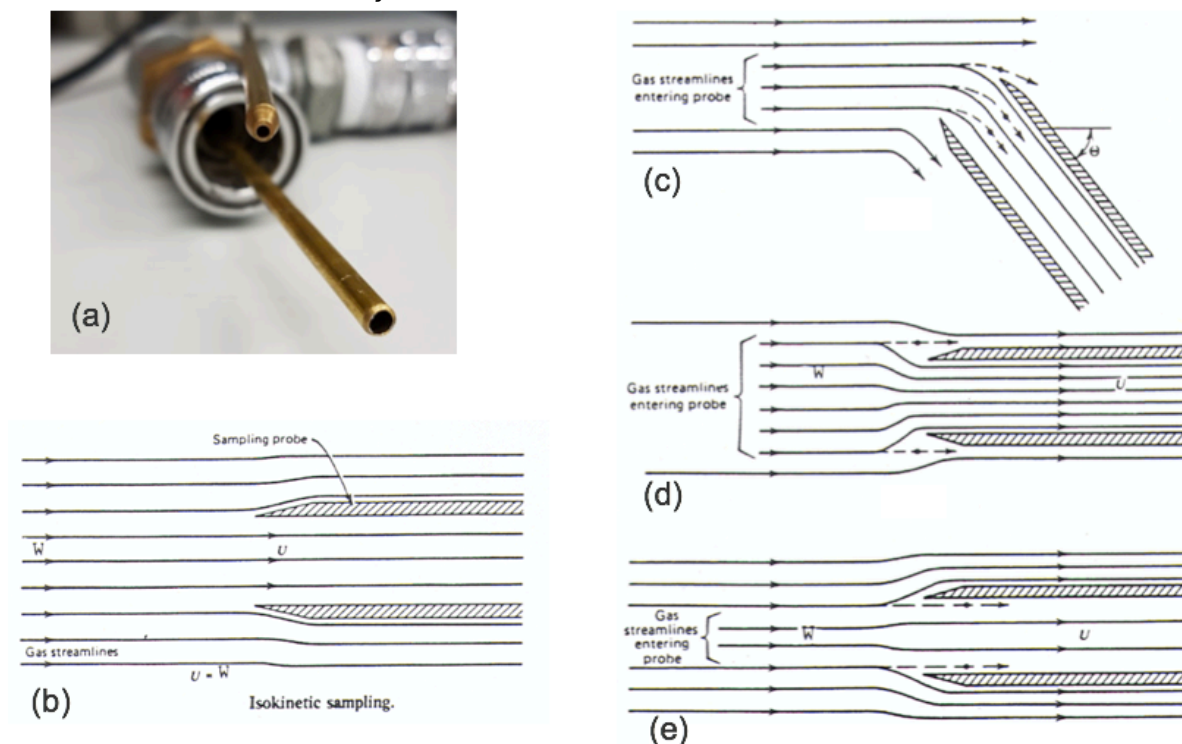 (a)
Sampling probe
W
U
Gas streamlines
U = W
Isokinetic sampling.
(b)
Gas streamlines
entering probe
θ
(c)
W
U
Gas streamlines
entering probe
(d)
Gas
streamlines
entering
probe
W
U
(e)